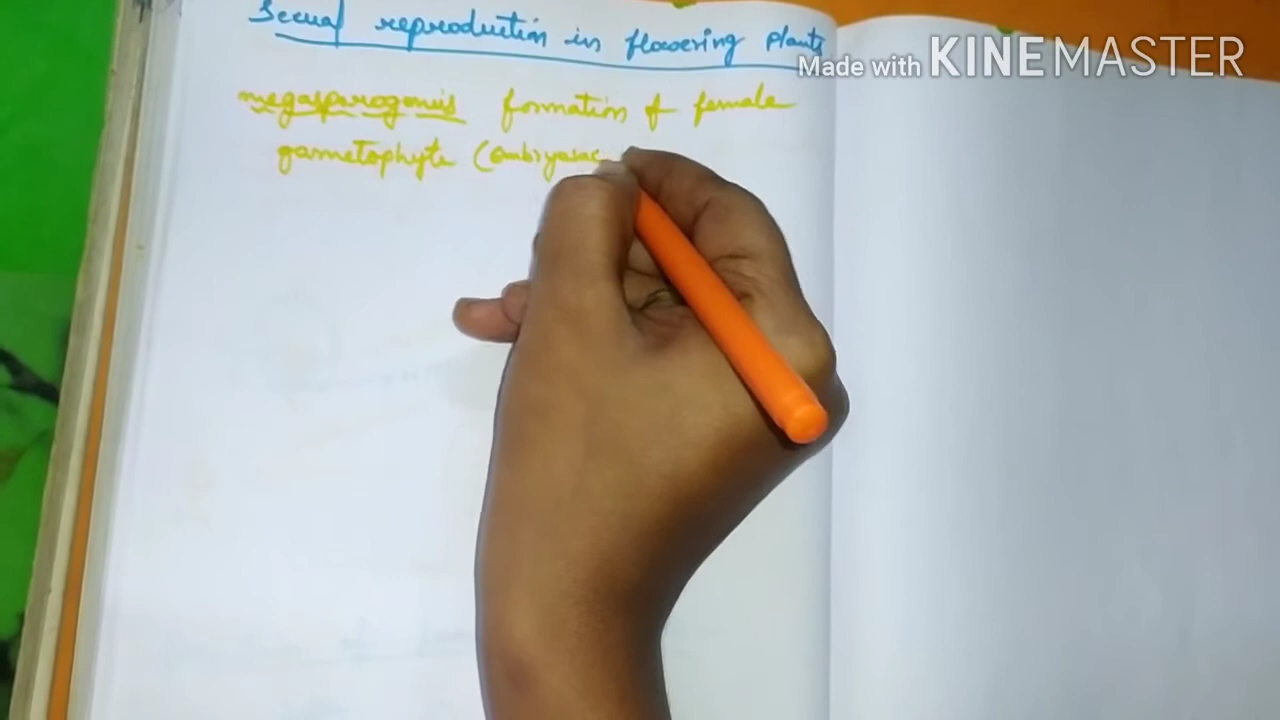 Sexual reproduction in flowering plants
Made with KINEMASTER
megasporogenesis formation of female
gametophyte (embryosac